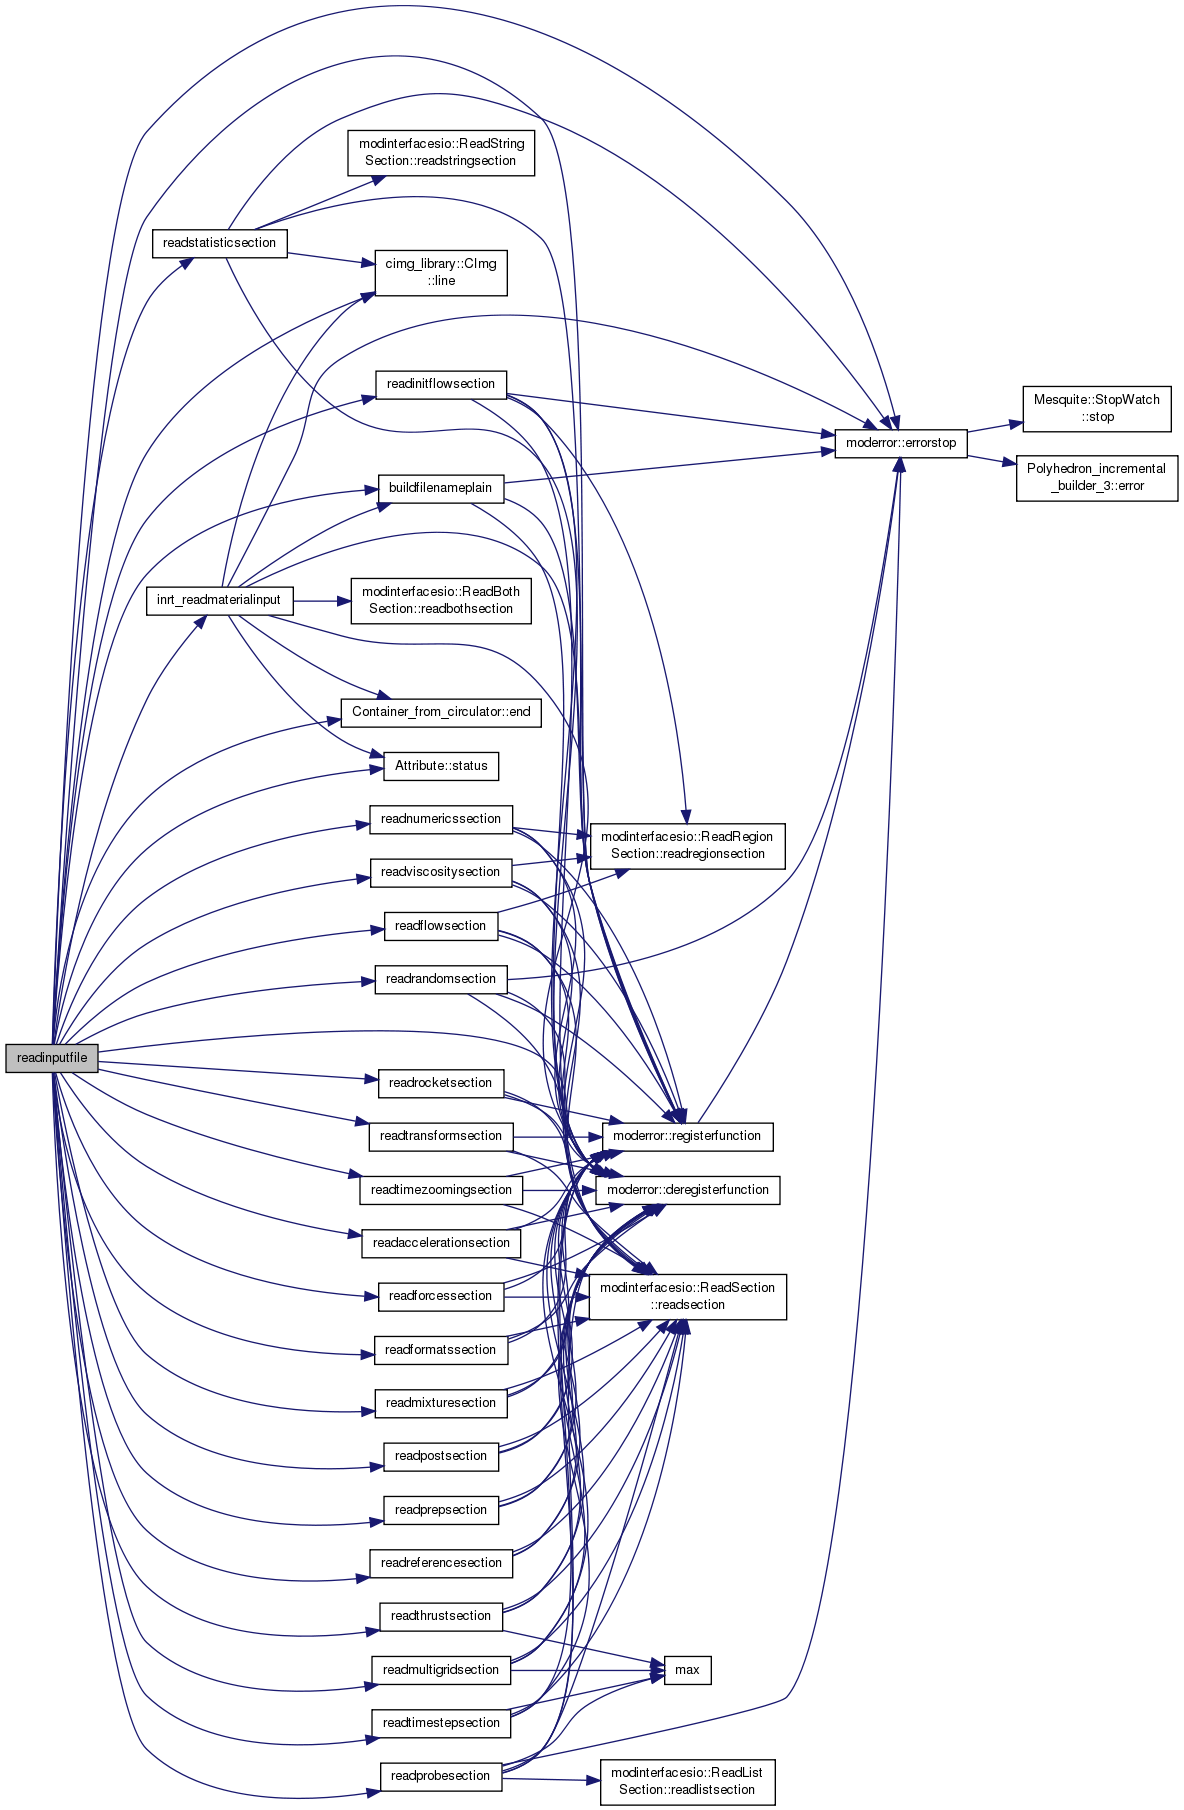 modinterfacesio::ReadString
Section::readstringsection
readstatisticsection
cimg_library::CImg
::line
readinitflowsection
Mesquite::StopWatch
::stop
moderror::errorstop
Polyhedron_incremental
_builder_3::error
buildfilenameplain
inrt_readmaterialinput
modinterfacesio::ReadBoth
Section::readbothsection
Container_from_circulator::end
Attribute::status
readnumericssection
modinterfacesio::ReadRegion
Section::readregionsection
readviscositysection
readflowsection
readrandomsection
readinputfile
readrocketsection
readtransformsection
moderror::registerfunction
readtimezoomingsection
moderror::deregisterfunction
readaccelerationsection
readforcessection
modinterfacesio::ReadSection
::readsection
readformatssection
readmixturesection
readpostsection
readprepsection
readreferencesection
readthrustsection
readmultigridsection
max
readtimestepsection
readprobesection
modinterfacesio::ReadList
Section::readlistsection